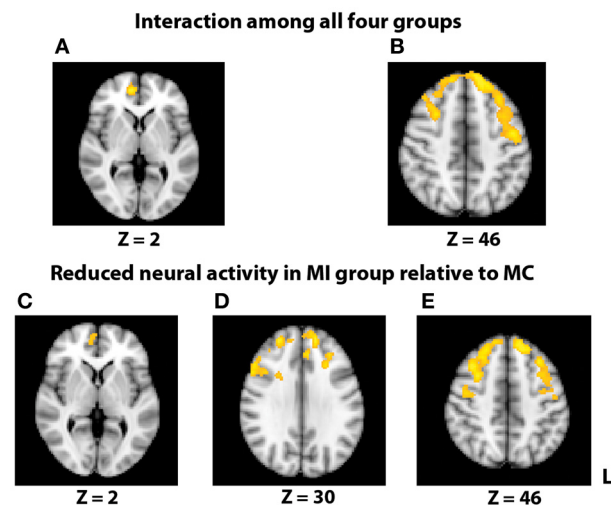 Interaction among all four groups
A B
Z = 2 Z = 46
Reduced neural activity in MI group relative to MC
C D E
L
Z = 2 Z = 30 Z = 46